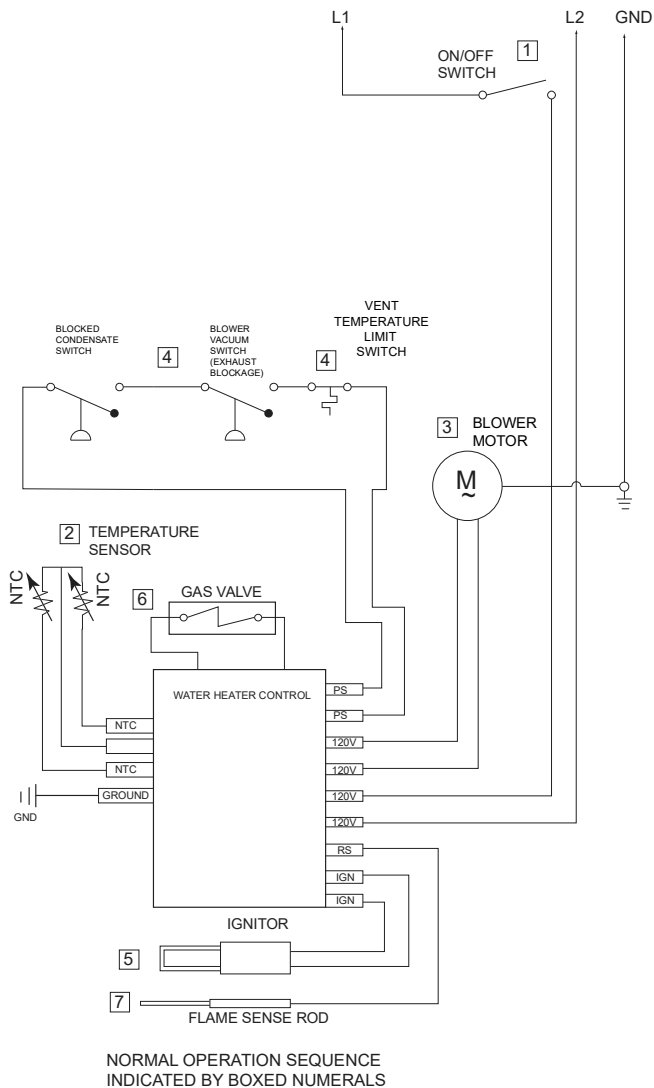 L1
L2
GND
ON/OFF
SWITCH
1
VENT
TEMPERATURE
LIMIT
SWITCH
BLOCKED
CONDENSATE
SWITCH
4
BLOWER
VACUUM
SWITCH
(EXHAUST
BLOCKAGE)
4
3
BLOWER
MOTOR
M
~
2
TEMPERATURE
SENSOR
NTC
NTC
6
GAS VALVE
WATER HEATER CONTROL
PS
PS
NTC
120V
NTC
120V
GROUND
120V
GND
120V
RS
IGN
IGN
IGNITOR
5
7
FLAME SENSE ROD
NORMAL OPERATION SEQUENCE
INDICATED BY BOXED NUMERALS